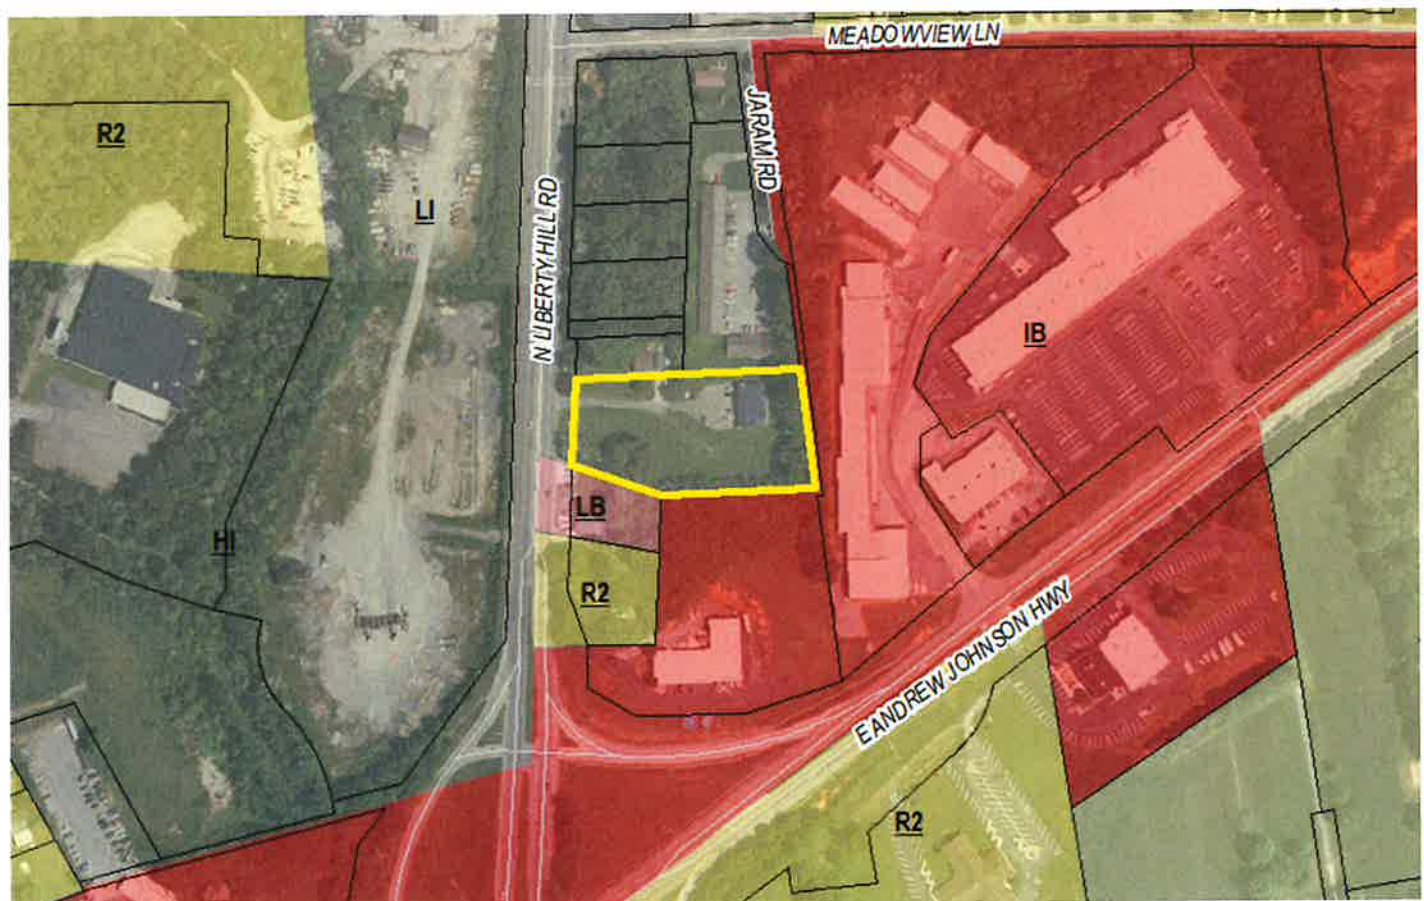 MEADOWVIEW LN
R2
JARAM RD
LI
N LIBERTY HILL RD
IB
LB
HI
R2
E ANDREW JOHNSON HWY
R2